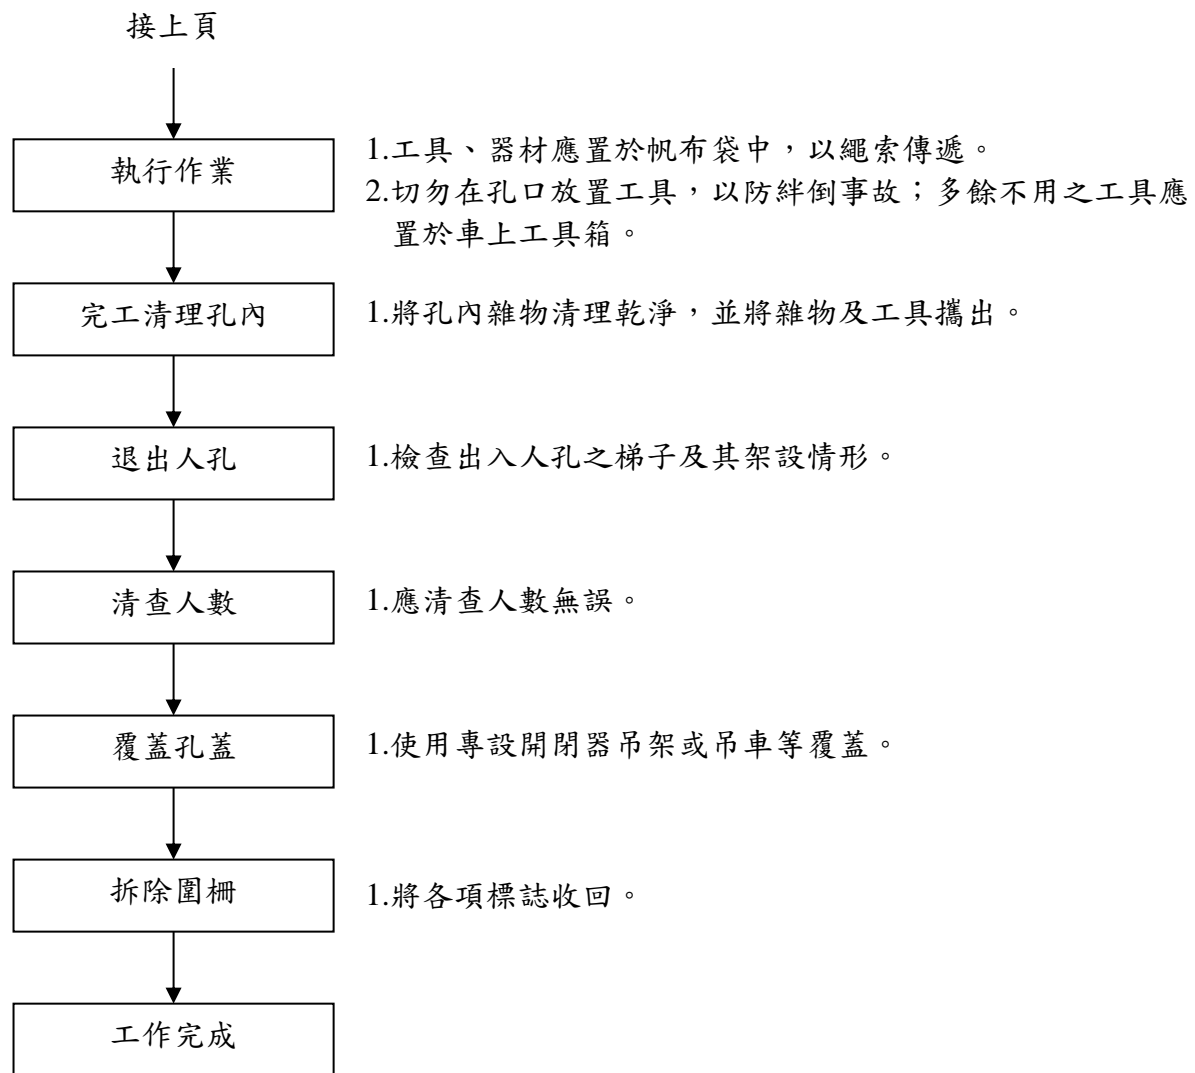 接上頁
執行作業
1.工具、器材應置於帆布袋中，以繩索傳遞。
2.切勿在孔口放置工具，以防絆倒事故；多餘不用之工具應
置於車上工具箱。
完工清理孔內
1.將孔內雜物清理乾淨，並將雜物及工具攜出。
退出人孔
1.檢查出入人孔之梯子及其架設情形。
清查人數
1.應清查人數無誤。
覆蓋孔蓋
1.使用專設開閉器吊架或吊車等覆蓋。
拆除圍柵
1.將各項標誌收回。
工作完成